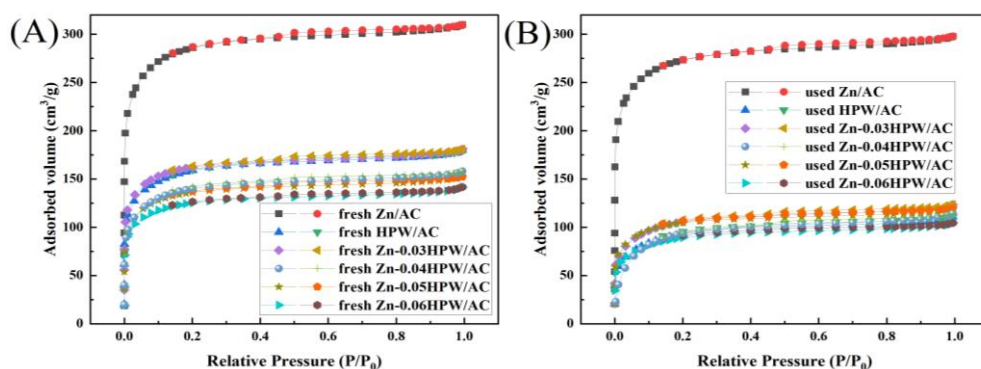 (A)
300
250
200
150
100
50
0
Adsorbed volume (cm³/g)
fresh Zn/AC
fresh HPW/AC
fresh Zn-0.03HPW/AC
fresh Zn-0.04HPW/AC
fresh Zn-0.05HPW/AC
fresh Zn-0.06HPW/AC
0.0 0.2 0.4 0.6 0.8 1.0
Relative Pressure (P/P₀)
(B)
300
250
200
150
100
50
0
Adsorbed volume (cm³/g)
used Zn/AC
used HPW/AC
used Zn-0.03HPW/AC
used Zn-0.04HPW/AC
used Zn-0.05HPW/AC
used Zn-0.06HPW/AC
0.0 0.2 0.4 0.6 0.8 1.0
Relative Pressure (P/P₀)